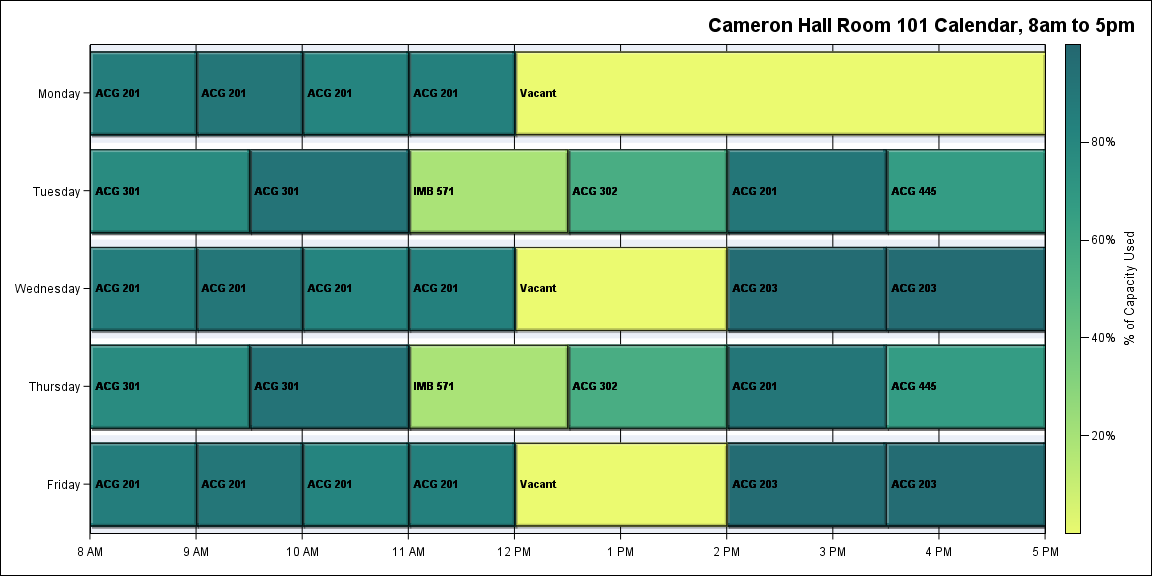 Cameron Hall Room 101 Calendar, 8am to 5pm
Monday
ACG 201
ACG 201
ACG 201
ACG 201
Vacant
Tuesday
ACG 301
ACG 301
IMB 571
ACG 302
ACG 201
ACG 445
Wednesday
ACG 201
ACG 201
ACG 201
ACG 201
Vacant
ACG 203
ACG 203
Thursday
ACG 301
ACG 301
IMB 571
ACG 302
ACG 201
ACG 445
Friday
ACG 201
ACG 201
ACG 201
ACG 201
Vacant
ACG 203
ACG 203
8 AM
9 AM
10 AM
11 AM
12 PM
1 PM
2 PM
3 PM
4 PM
5 PM
80%
60%
40%
20%
% of Capacity Used